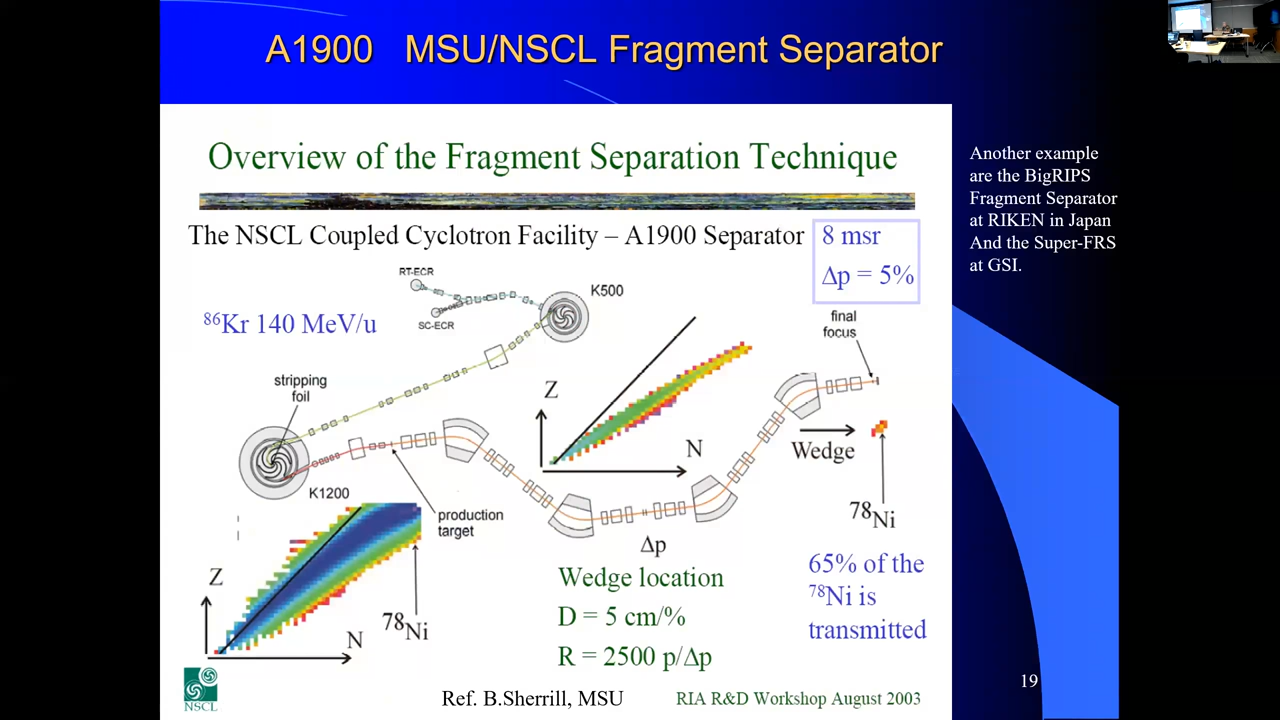 A1900 MSU/NSCL Fragment Separator
Overview of the Fragment Separation Technique
The NSCL Coupled Cyclotron Facility – A1900 Separator
8 msr
Δp = 5%
Another example
are the BigRIPS
Fragment Separator
at RIKEN in Japan
And the Super-FRS
at GSI.
RT-ECR
SC-ECR
K500
⁸⁶Kr 140 MeV/u
final
focus
stripping
foil
Z
N
Wedge
K1200
production
target
⁷⁸Ni
Δp
Z
N
⁷⁸Ni
Wedge location
D = 5 cm/%
R = 2500 p/Δp
65% of the
⁷⁸Ni is
transmitted
NSCL
Ref. B.Sherrill, MSU
RIA R&D Workshop August 2003
19